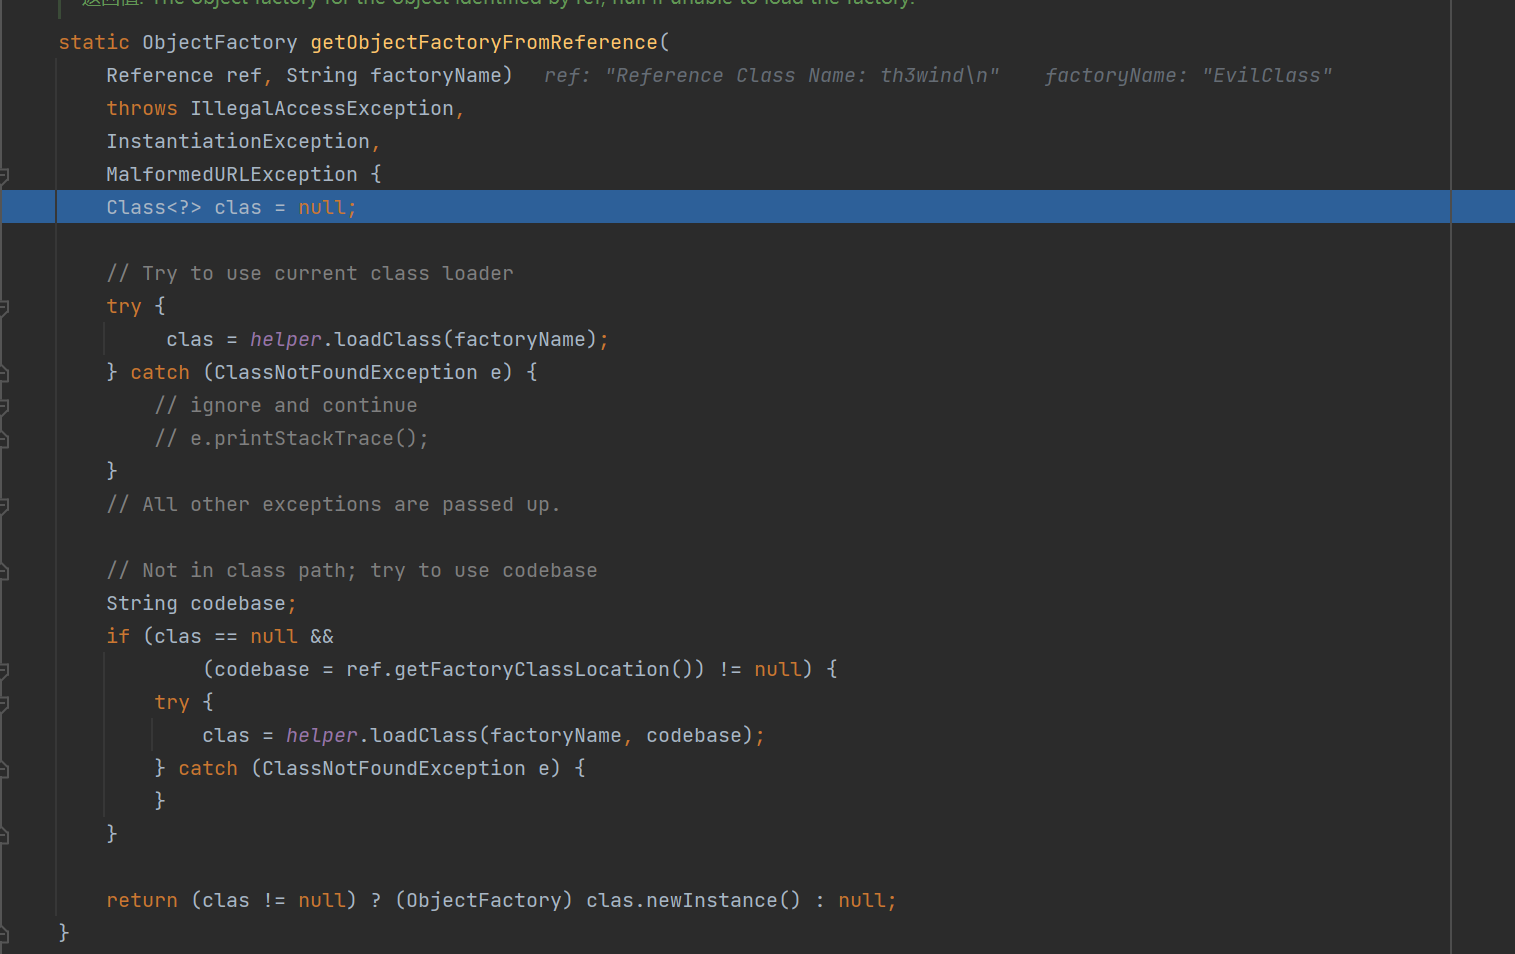 返回值: The object factory for the object identified by ref; null if unable to load the factory.
static ObjectFactory getObjectFactoryFromReference(
Reference ref, String factoryName) ref: "Reference Class Name: th3wind\n" factoryName: "EvilClass"
throws IllegalAccessException,
InstantiationException,
MalformedURLException {
Class<?> clas = null;
// Try to use current class loader
try {
clas = helper.loadClass(factoryName);
} catch (ClassNotFoundException e) {
// ignore and continue
// e.printStackTrace();
}
// All other exceptions are passed up.
// Not in class path; try to use codebase
String codebase;
if (clas == null &&
(codebase = ref.getFactoryClassLocation()) != null) {
try {
clas = helper.loadClass(factoryName, codebase);
} catch (ClassNotFoundException e) {
}
}
return (clas != null) ? (ObjectFactory) clas.newInstance() : null;
}